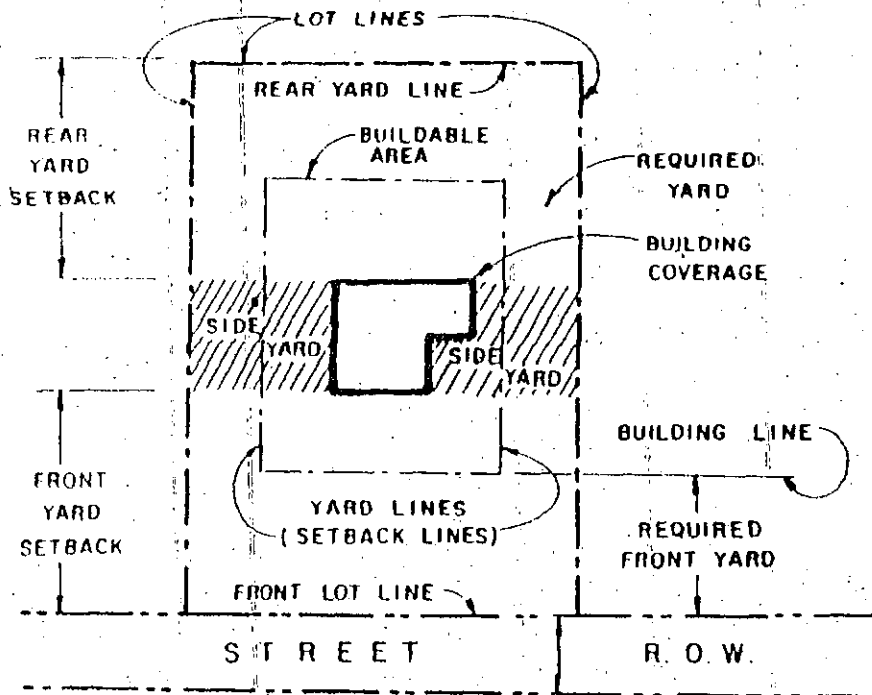 LOT LINES
REAR YARD LINE
REAR
YARD
SETBACK
BUILDABLE
AREA
REQUIRED
YARD
BUILDING
COVERAGE
SIDE
YARD
SIDE
YARD
BUILDING LINE
FRONT
YARD
SETBACK
YARD LINES
(SETBACK LINES)
REQUIRED
FRONT YARD
FRONT LOT LINE
STREET R.O.W.